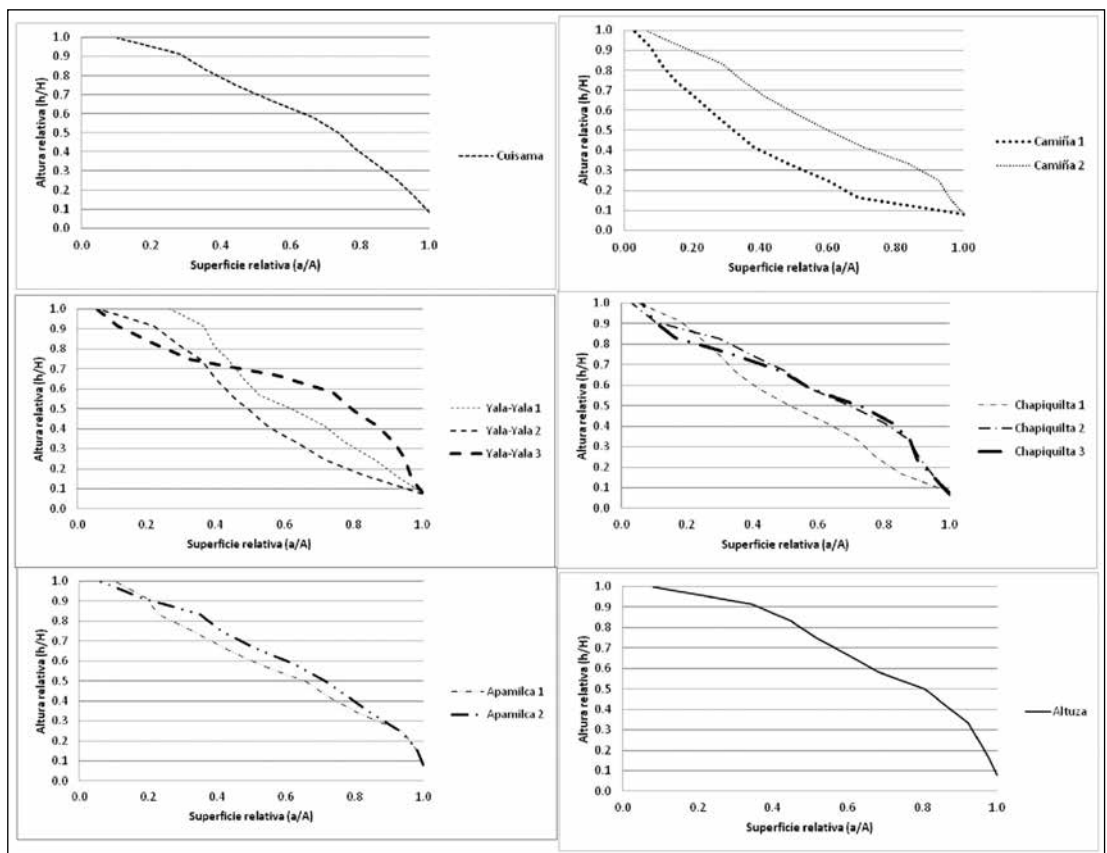 1.0
0.9
0.8
0.7
0.6
0.5
0.4
0.3
0.2
0.1
0.0
Altura relativa (h/H)
0.0 0.2 0.4 0.6 0.8 1.0
Superficie relativa (a/A)
Cuisama
1.0
0.9
0.8
0.7
0.6
0.5
0.4
0.3
0.2
0.1
0.0
Altura relativa (h/H)
0.00 0.20 0.40 0.60 0.80 1.00
Superficie relativa (a/A)
Camiña 1
Camiña 2
1.0
0.9
0.8
0.7
0.6
0.5
0.4
0.3
0.2
0.1
0.0
Altura relativa (h/H)
0.0 0.2 0.4 0.6 0.8 1.0
Superficie relativa (a/A)
Yala-Yala 1
Yala-Yala 2
Yala-Yala 3
1.0
0.9
0.8
0.7
0.6
0.5
0.4
0.3
0.2
0.1
0.0
Altura relativa (h/H)
0.0 0.2 0.4 0.6 0.8 1.0
Superficie relativa (a/A)
Chapiquilta 1
Chapiquilta 2
Chapiquilta 3
1.0
0.9
0.8
0.7
0.6
0.5
0.4
0.3
0.2
0.1
0.0
Altura relativa (h/H)
0.0 0.2 0.4 0.6 0.8 1.0
Superficie relativa (a/A)
Apamilca 1
Apamilca 2
1.0
0.9
0.8
0.7
0.6
0.5
0.4
0.3
0.2
0.1
0.0
Altura relativa (h/H)
0.0 0.2 0.4 0.6 0.8 1.0
Superficie relativa (a/A)
Altuza